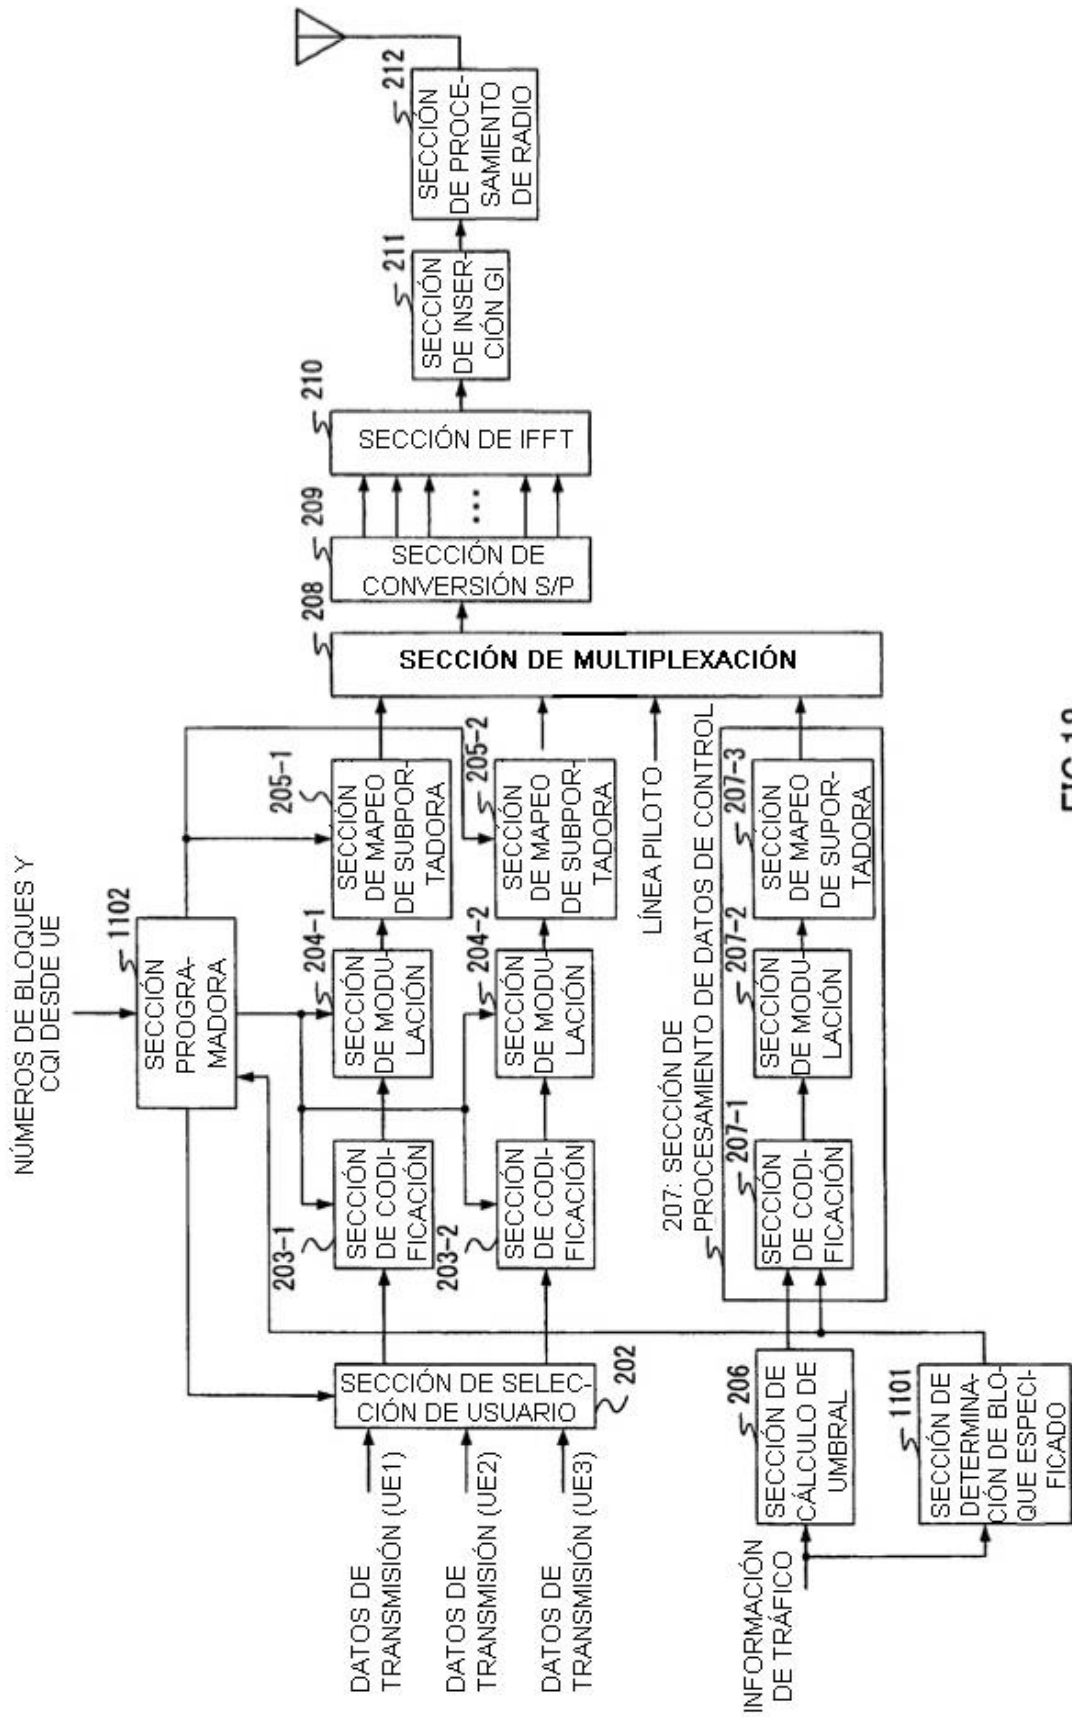 NÚMEROS DE BLOQUES Y
CQI DESDE UE
1102
SECCIÓN
PROGRA-
MADORA
DATOS DE
TRANSMISIÓN (UE1)
DATOS DE
TRANSMISIÓN (UE2)
DATOS DE
TRANSMISIÓN (UE3)
SECCIÓN DE SELEC-
CIÓN DE USUARIO
202
203-1
SECCIÓN
DE CODI-
FICACIÓN
204-1
SECCIÓN
DE MODU-
LACIÓN
205-1
SECCIÓN
DE MAPEO
DE SUBPOR-
TADORA
203-2
SECCIÓN
DE CODI-
FICACIÓN
204-2
SECCIÓN
DE MODU-
LACIÓN
205-2
SECCIÓN
DE MAPEO
DE SUBPOR-
TADORA
LÍNEA PILOTO
207: SECCIÓN DE
PROCESAMIENTO DE DATOS DE CONTROL
207-1
SECCIÓN
DE CODI-
FICACIÓN
207-2
SECCIÓN
DE MODU-
LACIÓN
207-3
SECCIÓN
DE MAPEO
DE SUPOR-
TADORA
INFORMACIÓN
DE TRÁFICO
206
SECCIÓN DE
CÁLCULO DE
UMBRAL
1101
SECCIÓN DE
DETERMINA-
CIÓN DE BLO-
QUE ESPECI-
FICADO
208
SECCIÓN DE MULTIPLEXACIÓN
209
SECCIÓN DE
CONVERSIÓN S/P
...
210
SECCIÓN DE IFFT
211
SECCIÓN
DE INSER-
CIÓN GI
212
SECCIÓN
DE PROCE-
SAMIENTO
DE RADIO